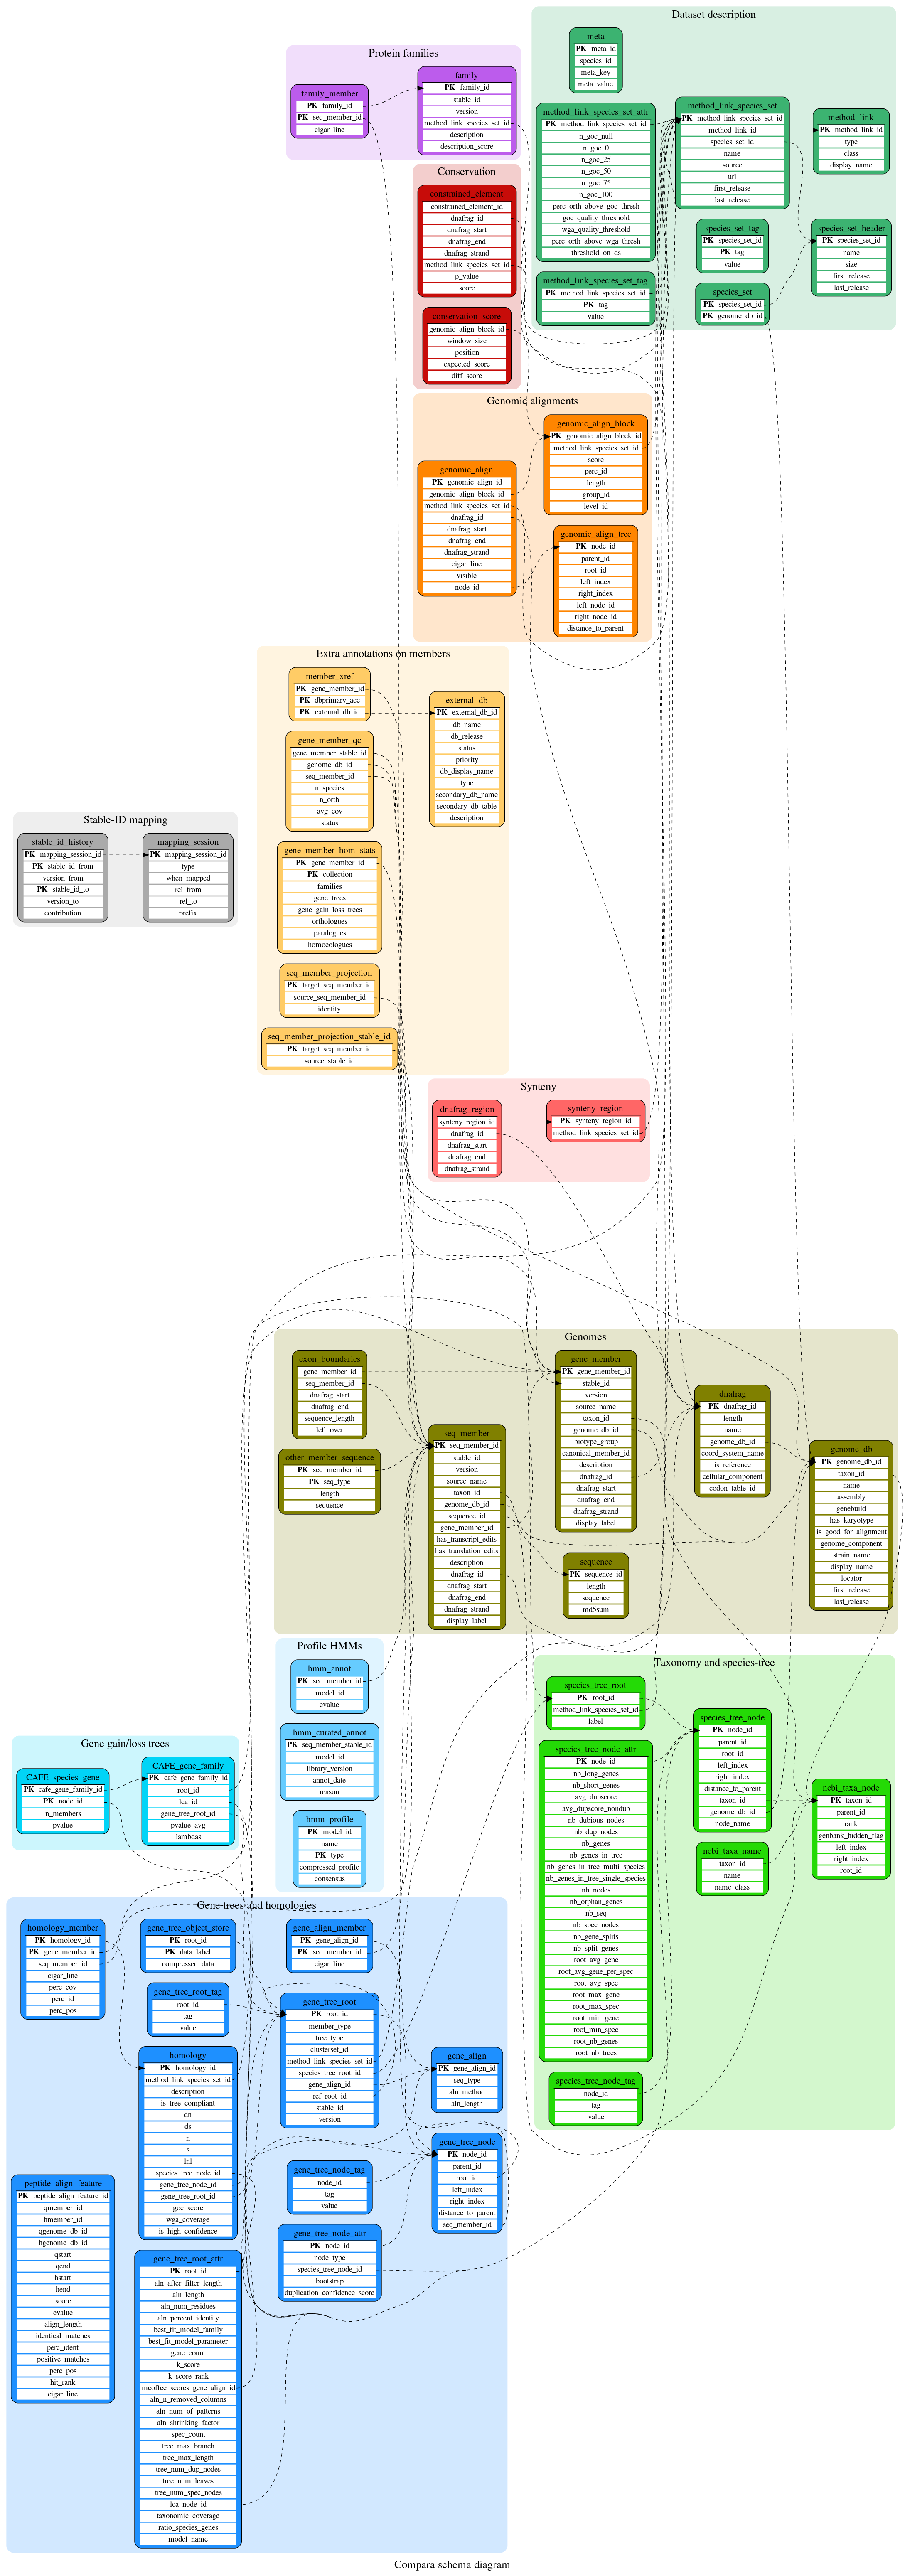 Dataset description
meta
PK meta_id
species_id
meta_key
meta_value
method_link_species_set_attr
PK method_link_species_set_id
n_goc_null
n_goc_0
n_goc_25
n_goc_50
n_goc_75
n_goc_100
perc_orth_above_goc_thresh
goc_quality_threshold
wga_quality_threshold
perc_orth_above_wga_thresh
threshold_on_ds
method_link_species_set_tag
PK method_link_species_set_id
PK tag
value
method_link_species_set
PK method_link_species_set_id
method_link_id
species_set_id
name
source
url
first_release
last_release
method_link
PK method_link_id
type
class
display_name
species_set_tag
PK species_set_id
PK tag
value
species_set_header
PK species_set_id
name
size
first_release
last_release
species_set
PK species_set_id
PK genome_db_id
Protein families
family_member
PK family_id
PK seq_member_id
cigar_line
family
PK family_id
stable_id
version
method_link_species_set_id
description
description_score
Conservation
constrained_element
constrained_element_id
dnafrag_id
dnafrag_start
dnafrag_end
dnafrag_strand
method_link_species_set_id
p_value
score
conservation_score
genomic_align_block_id
window_size
position
expected_score
diff_score
Genomic alignments
genomic_align
PK genomic_align_id
genomic_align_block_id
method_link_species_set_id
dnafrag_id
dnafrag_start
dnafrag_end
dnafrag_strand
cigar_line
visible
node_id
genomic_align_block
PK genomic_align_block_id
method_link_species_set_id
score
perc_id
length
group_id
level_id
genomic_align_tree
PK node_id
parent_id
root_id
left_index
right_index
left_node_id
right_node_id
distance_to_parent
Extra annotations on members
member_xref
PK gene_member_id
PK dbprimary_acc
PK external_db_id
external_db
PK external_db_id
db_name
db_release
status
priority
db_display_name
type
secondary_db_name
secondary_db_table
description
gene_member_qc
gene_member_stable_id
genome_db_id
seq_member_id
n_species
n_orth
avg_cov
status
gene_member_hom_stats
PK gene_member_id
PK collection
families
gene_trees
gene_gain_loss_trees
orthologues
paralogues
homoeologues
seq_member_projection
PK target_seq_member_id
source_seq_member_id
identity
seq_member_projection_stable_id
PK target_seq_member_id
source_stable_id
Stable-ID mapping
stable_id_history
PK mapping_session_id
PK stable_id_from
version_from
PK stable_id_to
version_to
contribution
mapping_session
PK mapping_session_id
type
when_mapped
rel_from
rel_to
prefix
Synteny
dnafrag_region
synteny_region_id
dnafrag_id
dnafrag_start
dnafrag_end
dnafrag_strand
synteny_region
PK synteny_region_id
method_link_species_set_id
Genomes
exon_boundaries
gene_member_id
seq_member_id
dnafrag_start
dnafrag_end
sequence_length
left_over
other_member_sequence
PK seq_member_id
PK seq_type
length
sequence
seq_member
PK seq_member_id
stable_id
version
source_name
taxon_id
genome_db_id
sequence_id
gene_member_id
has_transcript_edits
has_translation_edits
description
dnafrag_id
dnafrag_start
dnafrag_end
dnafrag_strand
display_label
gene_member
PK gene_member_id
stable_id
version
source_name
taxon_id
genome_db_id
biotype_group
canonical_member_id
description
dnafrag_id
dnafrag_start
dnafrag_end
dnafrag_strand
display_label
sequence
PK sequence_id
length
sequence
md5sum
dnafrag
PK dnafrag_id
length
name
genome_db_id
coord_system_name
is_reference
cellular_component
codon_table_id
genome_db
PK genome_db_id
taxon_id
name
assembly
genebuild
has_karyotype
is_good_for_alignment
genome_component
strain_name
display_name
locator
first_release
last_release
Profile HMMs
hmm_annot
PK seq_member_id
model_id
evalue
hmm_curated_annot
PK seq_member_stable_id
model_id
library_version
annot_date
reason
hmm_profile
PK model_id
name
PK type
compressed_profile
consensus
Taxonomy and species-tree
species_tree_root
PK root_id
method_link_species_set_id
label
species_tree_node_attr
PK node_id
nb_long_genes
nb_short_genes
avg_dupscore
avg_dupscore_nondub
nb_dubious_nodes
nb_dup_nodes
nb_genes
nb_genes_in_tree
nb_genes_in_tree_multi_species
nb_genes_in_tree_single_species
nb_nodes
nb_orphan_genes
nb_seq
nb_spec_nodes
nb_gene_splits
nb_split_genes
root_avg_gene
root_avg_gene_per_spec
root_avg_spec
root_max_gene
root_max_spec
root_min_gene
root_min_spec
root_nb_genes
root_nb_trees
species_tree_node_tag
node_id
tag
value
species_tree_node
PK node_id
parent_id
root_id
left_index
right_index
distance_to_parent
taxon_id
genome_db_id
node_name
ncbi_taxa_name
taxon_id
name
name_class
ncbi_taxa_node
PK taxon_id
parent_id
rank
genbank_hidden_flag
left_index
right_index
root_id
Gene gain/loss trees
CAFE_species_gene
PK cafe_gene_family_id
PK node_id
n_members
pvalue
CAFE_gene_family
PK cafe_gene_family_id
root_id
lca_id
gene_tree_root_id
pvalue_avg
lambdas
Gene trees and homologies
homology_member
PK homology_id
PK gene_member_id
seq_member_id
cigar_line
perc_cov
perc_id
perc_pos
gene_tree_object_store
PK root_id
PK data_label
compressed_data
gene_align_member
PK gene_align_id
PK seq_member_id
cigar_line
gene_tree_root_tag
root_id
tag
value
gene_tree_root
PK root_id
member_type
tree_type
clusterset_id
method_link_species_set_id
species_tree_root_id
gene_align_id
ref_root_id
stable_id
version
homology
PK homology_id
method_link_species_set_id
description
is_tree_compliant
dn
ds
n
s
lnl
species_tree_node_id
gene_tree_node_id
gene_tree_root_id
goc_score
wga_coverage
is_high_confidence
gene_align
PK gene_align_id
seq_type
aln_method
aln_length
gene_tree_node
PK node_id
parent_id
root_id
left_index
right_index
distance_to_parent
seq_member_id
gene_tree_node_tag
node_id
tag
value
gene_tree_node_attr
PK node_id
node_type
species_tree_node_id
bootstrap
duplication_confidence_score
peptide_align_feature
PK peptide_align_feature_id
qmember_id
hmember_id
qgenome_db_id
hgenome_db_id
qstart
qend
hstart
hend
score
evalue
align_length
identical_matches
perc_ident
positive_matches
perc_pos
hit_rank
cigar_line
gene_tree_root_attr
PK root_id
aln_after_filter_length
aln_length
aln_num_residues
aln_percent_identity
best_fit_model_family
best_fit_model_parameter
gene_count
k_score
k_score_rank
mcoffee_scores_gene_align_id
aln_n_removed_columns
aln_num_of_patterns
aln_shrinking_factor
spec_count
tree_max_branch
tree_max_length
tree_num_dup_nodes
tree_num_leaves
tree_num_spec_nodes
lca_node_id
taxonomic_coverage
ratio_species_genes
model_name
Compara schema diagram